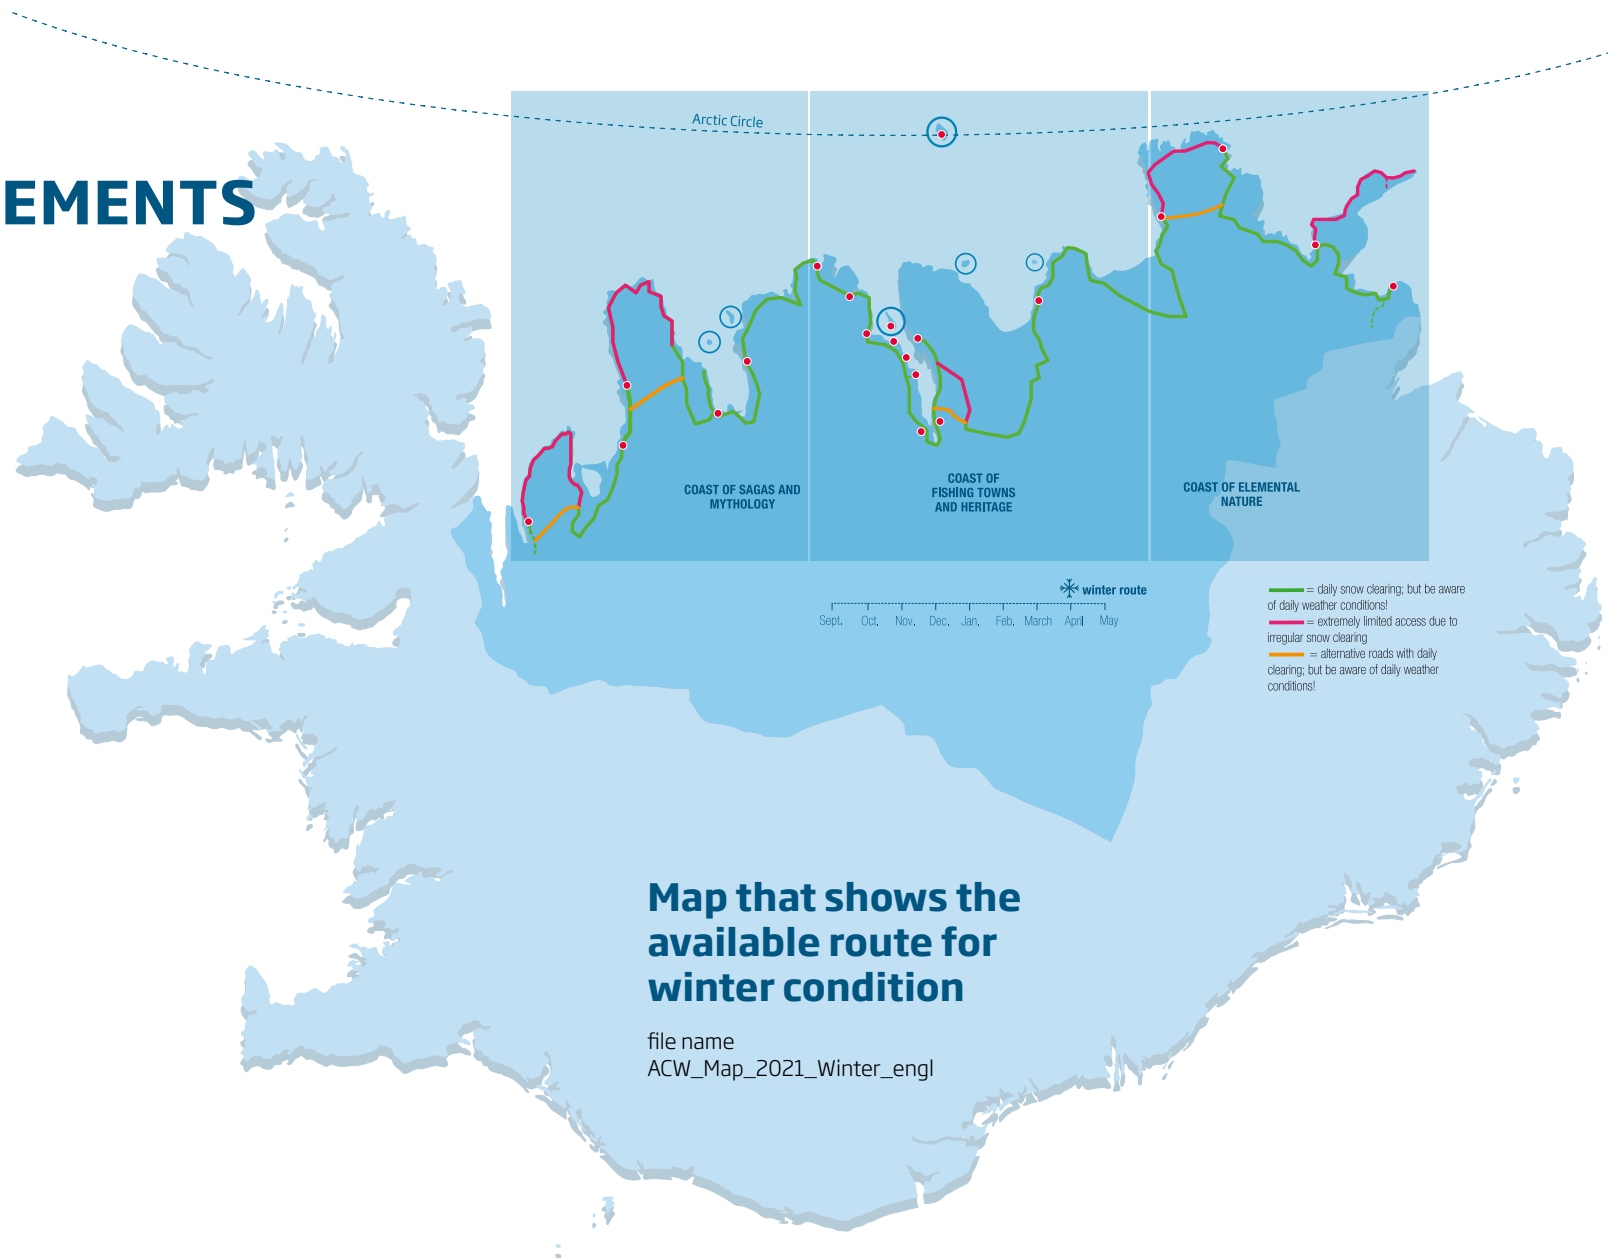 Arctic Circle
EMENTS
COAST OF SAGAS AND
MYTHOLOGY
COAST OF
FISHING TOWNS
AND HERITAGE
COAST OF ELEMENTAL
NATURE
winter route
Sept. Oct. Nov. Dec. Jan. Feb. March April May
= daily snow clearing; but be aware
of daily weather conditions!
= extremely limited access due to
irregular snow clearing
= alternative roads with daily
clearing; but be aware of daily weather
conditions!
Map that shows the
available route for
winter condition
file name
ACW_Map_2021_Winter_engl